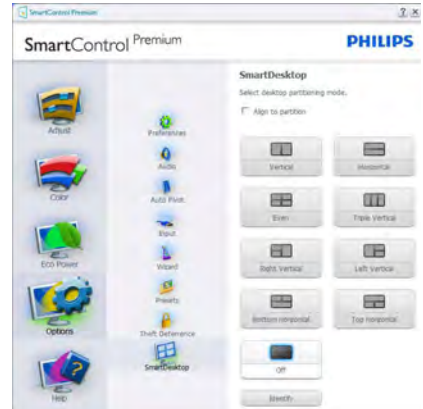 SmartControl Premium
? x
SmartControl Premium
PHILIPS
SmartDesktop
Select desktop partitioning mode.
Align to partition
Adjust
Color
Eco Power
Options
Help
Preferences
Audio
Auto Pivot
Input
Wizard
Presets
Theft Deterrence
SmartDesktop
Vertical
Horizontal
Even
Triple Vertical
Right Vertical
Left Vertical
Bottom Horizontal
Top Horizontal
Off
Identify